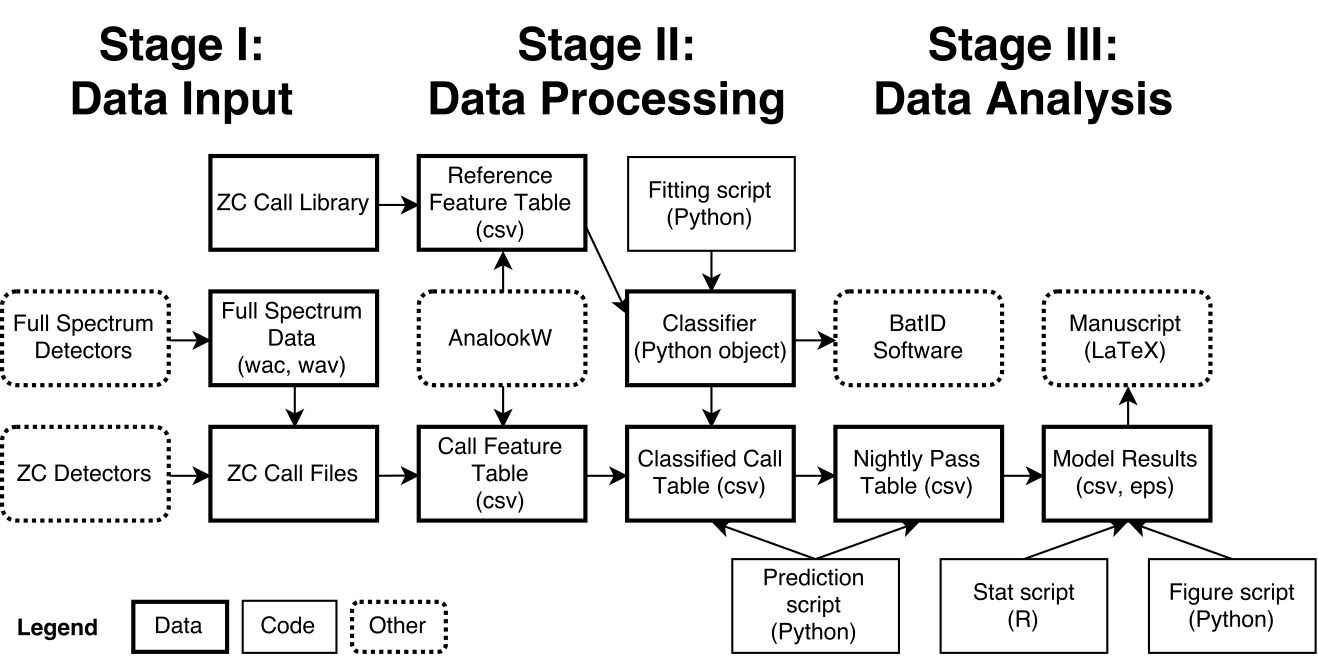 Stage I:
Data Input
Stage II:
Data Processing
Stage III:
Data Analysis
ZC Call Library
Reference
Feature Table
(csv)
Fitting script
(Python)
Full Spectrum
Detectors
Full Spectrum
Data
(wac, wav)
AnalookW
Classifier
(Python object)
BatID
Software
Manuscript
(LaTeX)
ZC Detectors
ZC Call Files
Call Feature
Table
(csv)
Classified Call
Table (csv)
Nightly Pass
Table (csv)
Model Results
(csv, eps)
Prediction
script
(Python)
Stat script
(R)
Figure script
(Python)
Legend
Data
Code
Other